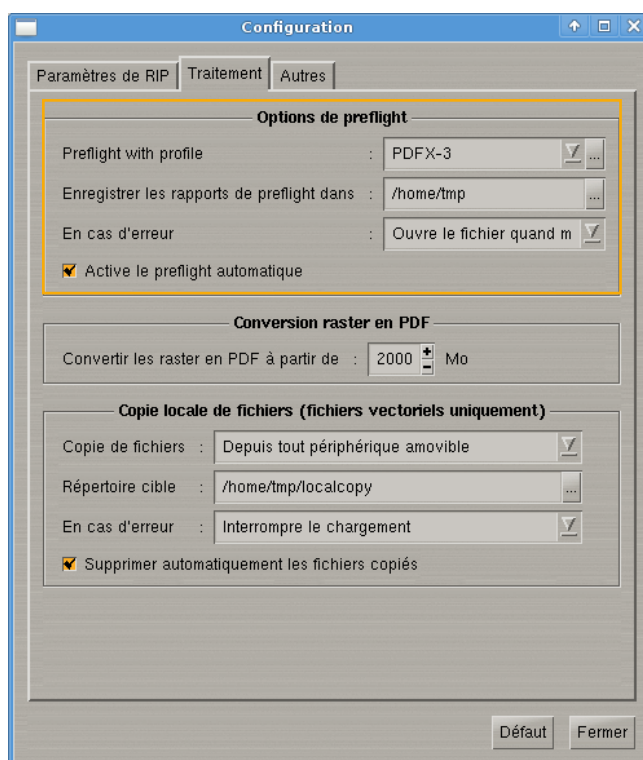 Configuration
Paramètres de RIP Traitement Autres
Options de preflight
Preflight with profile : PDFX-3 ...
Enregistrer les rapports de preflight dans : /home/tmp ...
En cas d'erreur : Ouvre le fichier quand m
Active le preflight automatique
Conversion raster en PDF
Convertir les raster en PDF à partir de : 2000 Mo
Copie locale de fichiers (fichiers vectoriels uniquement)
Copie de fichiers : Depuis tout périphérique amovible
Répertoire cible : /home/tmp/localcopy ...
En cas d'erreur : Interrompre le chargement
Supprimer automatiquement les fichiers copiés
Défaut Fermer